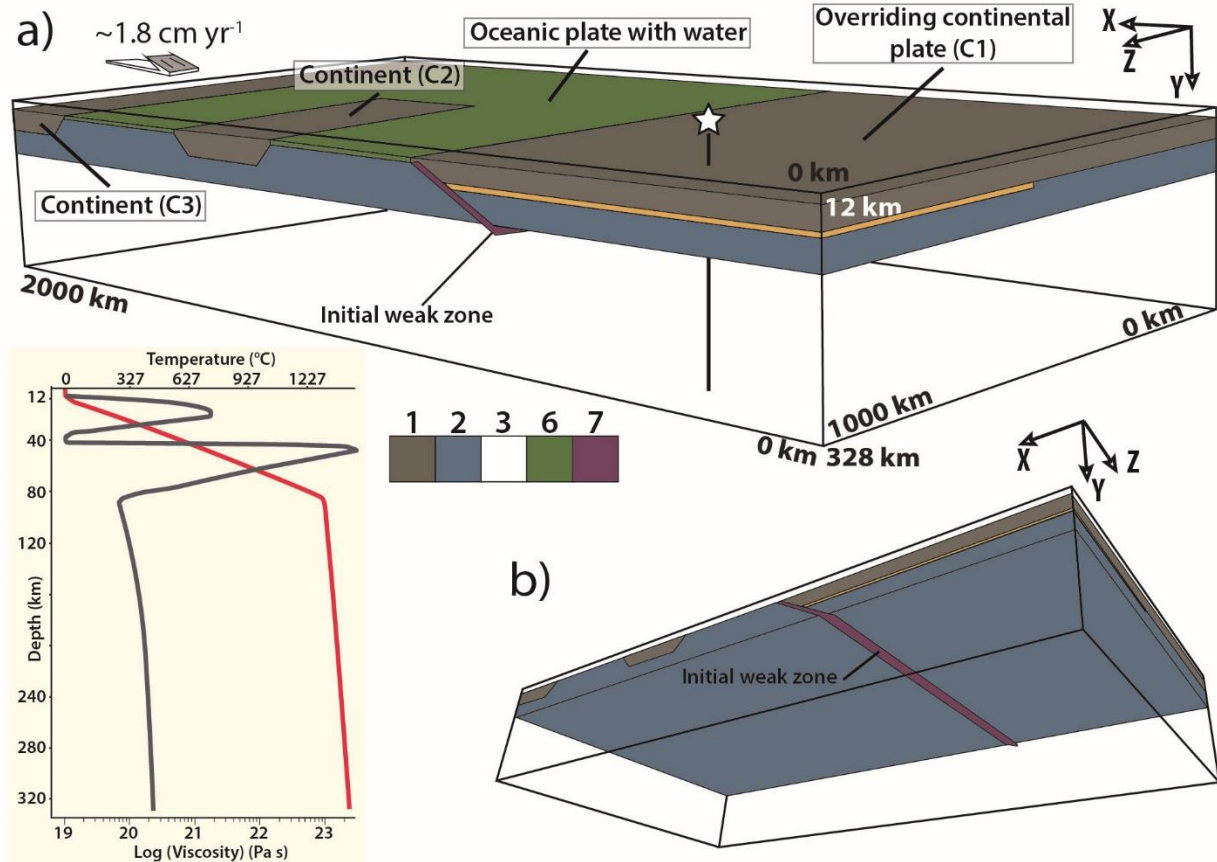 a)
~1.8 cm yr⁻¹
Oceanic plate with water
Overriding continental
plate (C1)
X
Z
Y
Continent (C2)
0 km
12 km
Continent (C3)
2000 km
Initial weak zone
0 km
1000 km
0 km
328 km
Temperature (°C)
0 327 627 927 1227
12
40
80
120
240
280
320
Depth (km)
19 20 21 22 23
Log (Viscosity) (Pa s)
1 2 3 6 7
X
Y
Z
b)
Initial weak zone